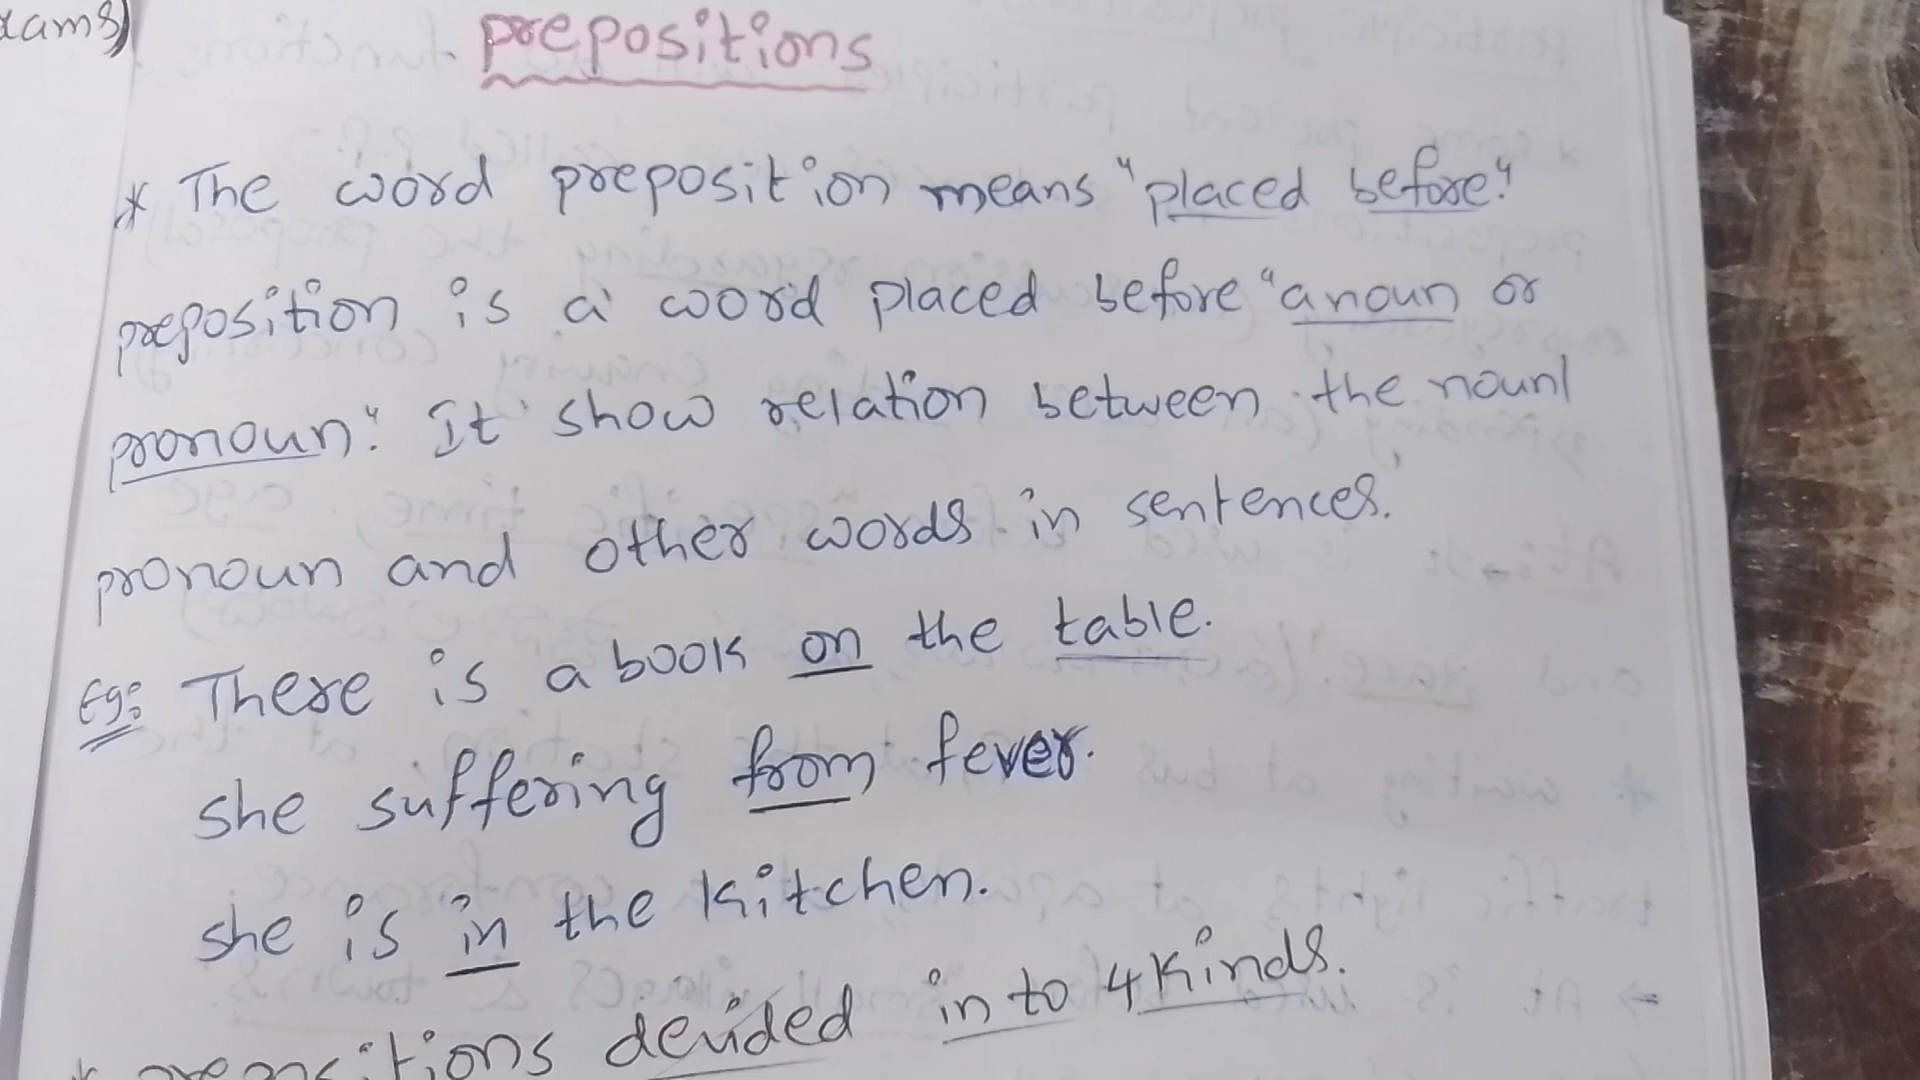 xams)
prepositions
* The word preposition means "placed before".
preposition is a word placed before "a noun or
pronoun". It show relation between the noun/
pronoun and other words in sentences.
Eg: There is a book on the table.
she suffering from fever.
she is in the kitchen.
* prepositions devided in to 4 kinds.